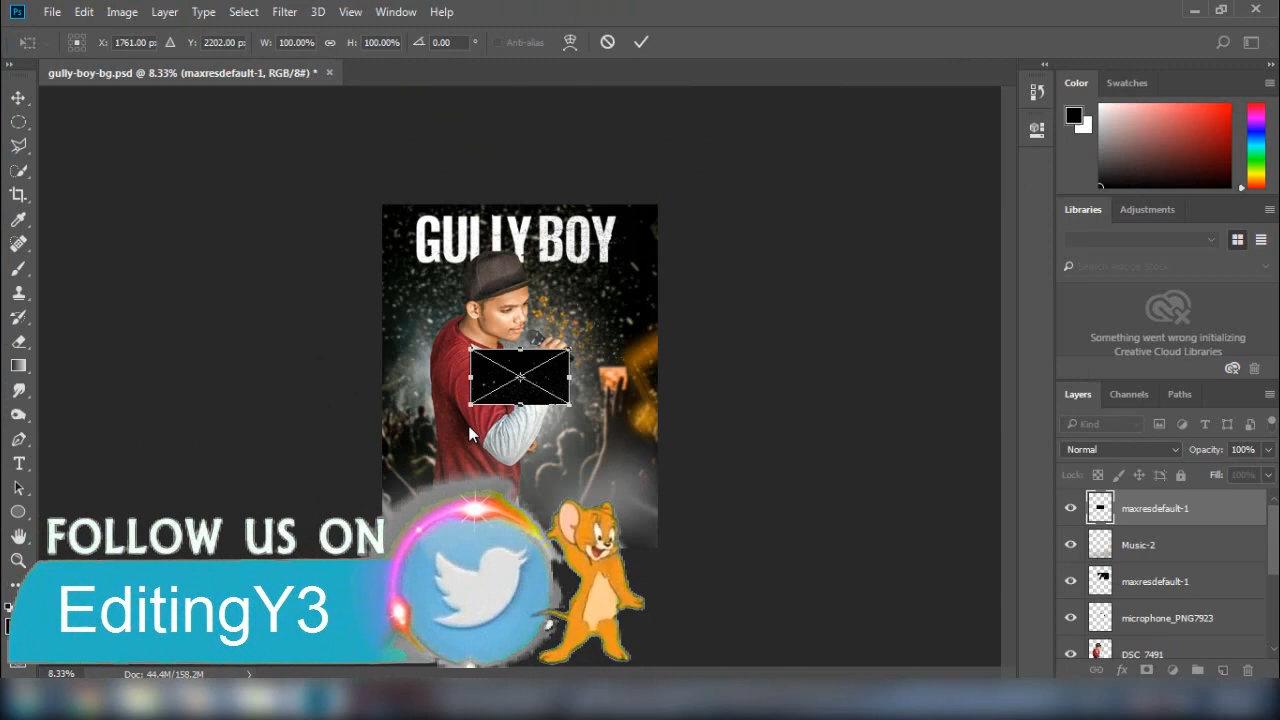 Ps File Edit Image Layer Type Select Filter 3D View Window Help
X: 1761.00 px Y: 2202.00 px W: 100.00% H: 100.00% 0.00 ° Anti-alias
gully-boy-bg.psd @ 8.33% (maxresdefault-1, RGB/8#) * ×
Color Swatches
Libraries Adjustments
Search Adobe Stock
Something went wrong initializing
Creative Cloud Libraries
GULLY BOY
Layers Channels Paths
Kind
Normal Opacity: 100%
Lock: Fill: 100%
maxresdefault-1
Music-2
maxresdefault-1
microphone_PNG7923
DSC_7491
FOLLOW US ON
EditingY3
8.33% Doc: 44.4M/158.2M